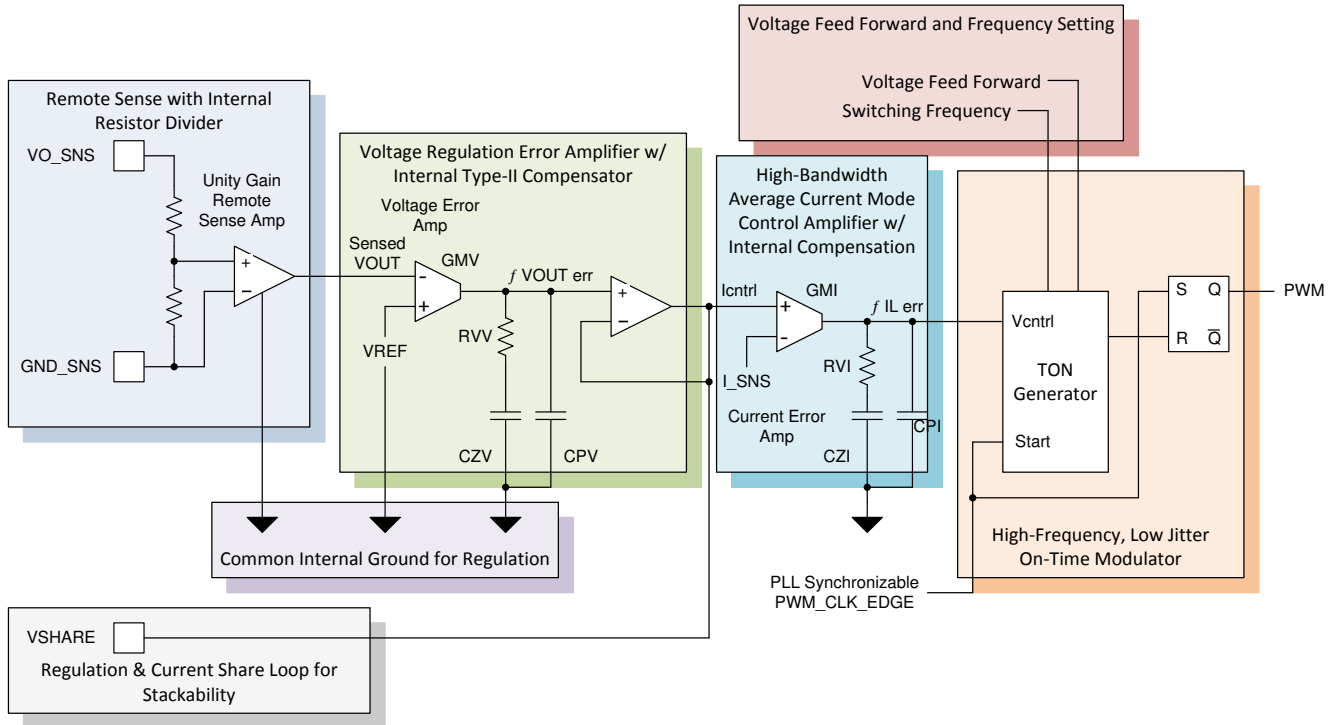 Voltage Feed Forward and Frequency Setting
Voltage Feed Forward
Switching Frequency
Remote Sense with Internal
Resistor Divider
VO_SNS
Unity Gain
Remote
Sense Amp
+
−
GND_SNS
Voltage Regulation Error Amplifier w/
Internal Type-II Compensator
Voltage Error
Amp
Sensed
VOUT
GMV
-
+
VREF
ƒ VOUT err
RVV
CZV
CPV
+
−
High-Bandwidth
Average Current Mode
Control Amplifier w/
Internal Compensation
Icntrl
GMI
+
-
I_SNS
ƒ IL err
RVI
Current Error
Amp
CPI
CZI
Vcntrl
TON
Generator
Start
S Q
R Q̅
PWM
High-Frequency, Low Jitter
On-Time Modulator
Common Internal Ground for Regulation
PLL Synchronizable
PWM_CLK_EDGE
VSHARE
Regulation & Current Share Loop for
Stackability